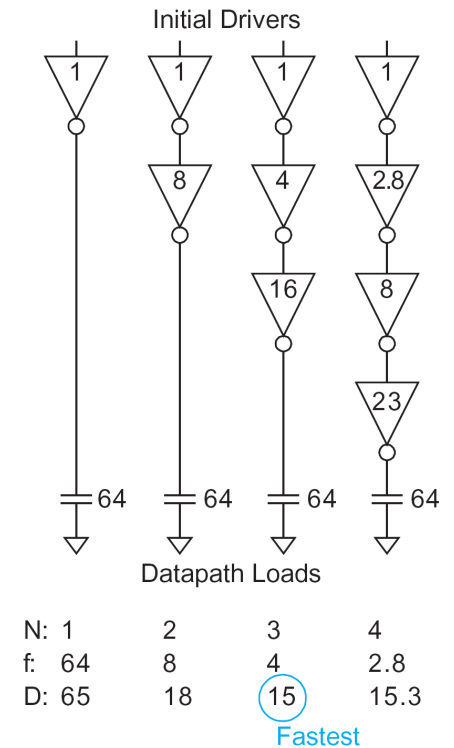 Initial Drivers
1 1 1 1
8 4 2.8
16 8
23
64 64 64 64
Datapath Loads
N: 1 2 3 4
f: 64 8 4 2.8
D: 65 18 15 15.3
Fastest